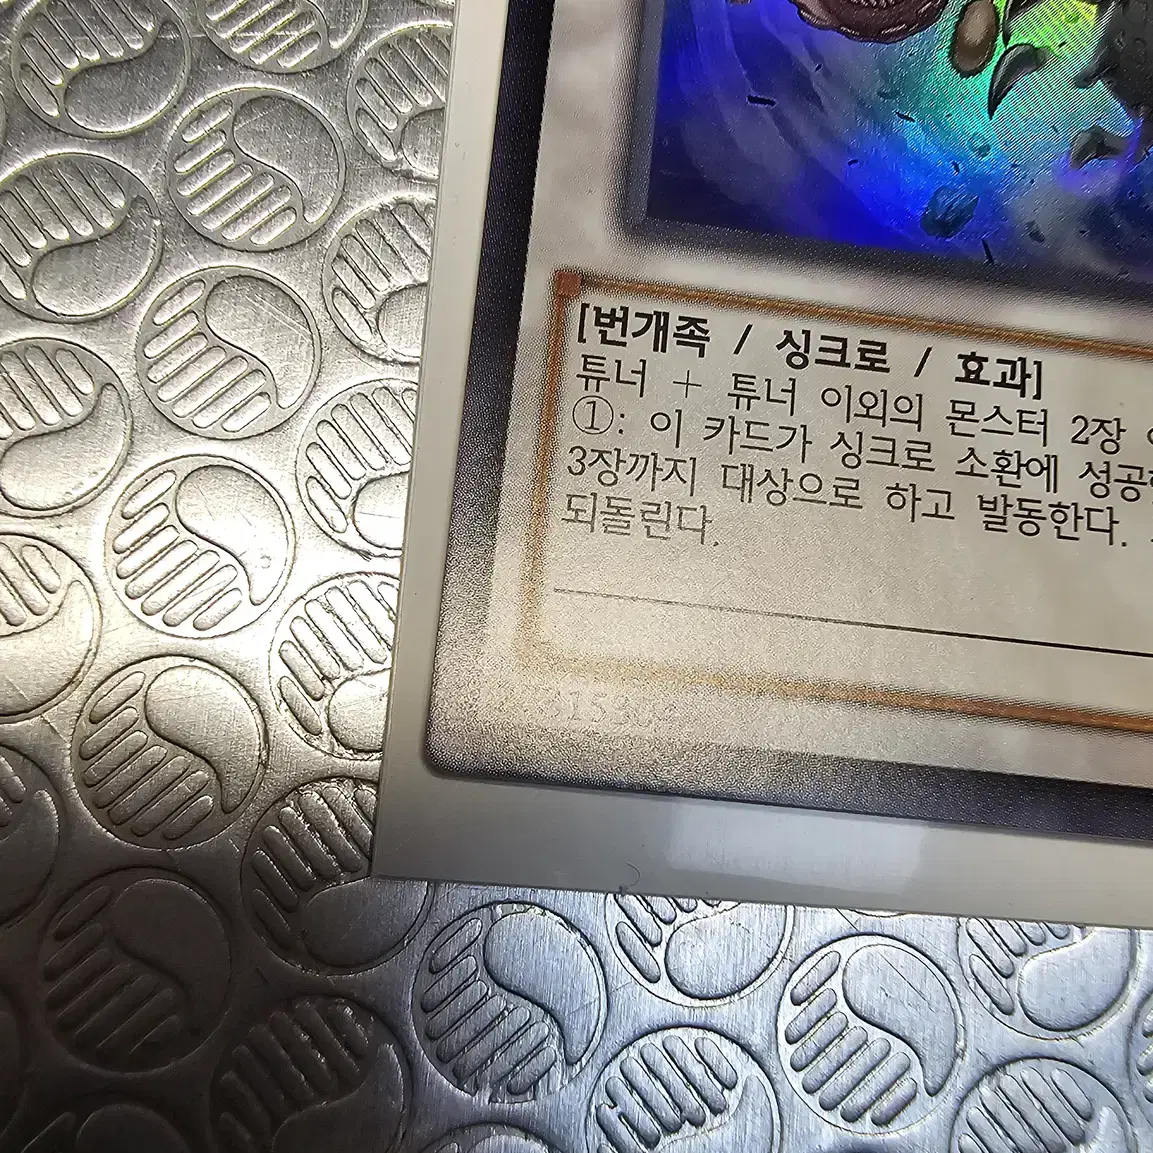 [번개족 / 싱크로 / 효과]
튜너 + 튜너 이외의 몬스터 2장
①: 이 카드가 싱크로 소환에 성공
3장까지 대상으로 하고 발동한다.
되돌린다.